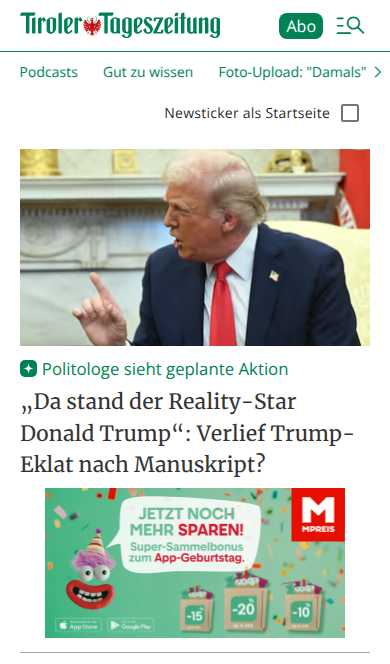 Tiroler Tageszeitung
Abo
Podcasts Gut zu wissen Foto-Upload: "Damals"
Newsticker als Startseite
Politologe sieht geplante Aktion
„Da stand der Reality-Star
Donald Trump“: Verlief Trump-
Eklat nach Manuskript?
JETZT NOCH
MEHR SPAREN!
Super-Sammelbonus
zum App-Geburtstag.
M
MPREIS
-15%
-20%
-10%
App Store
Google Play